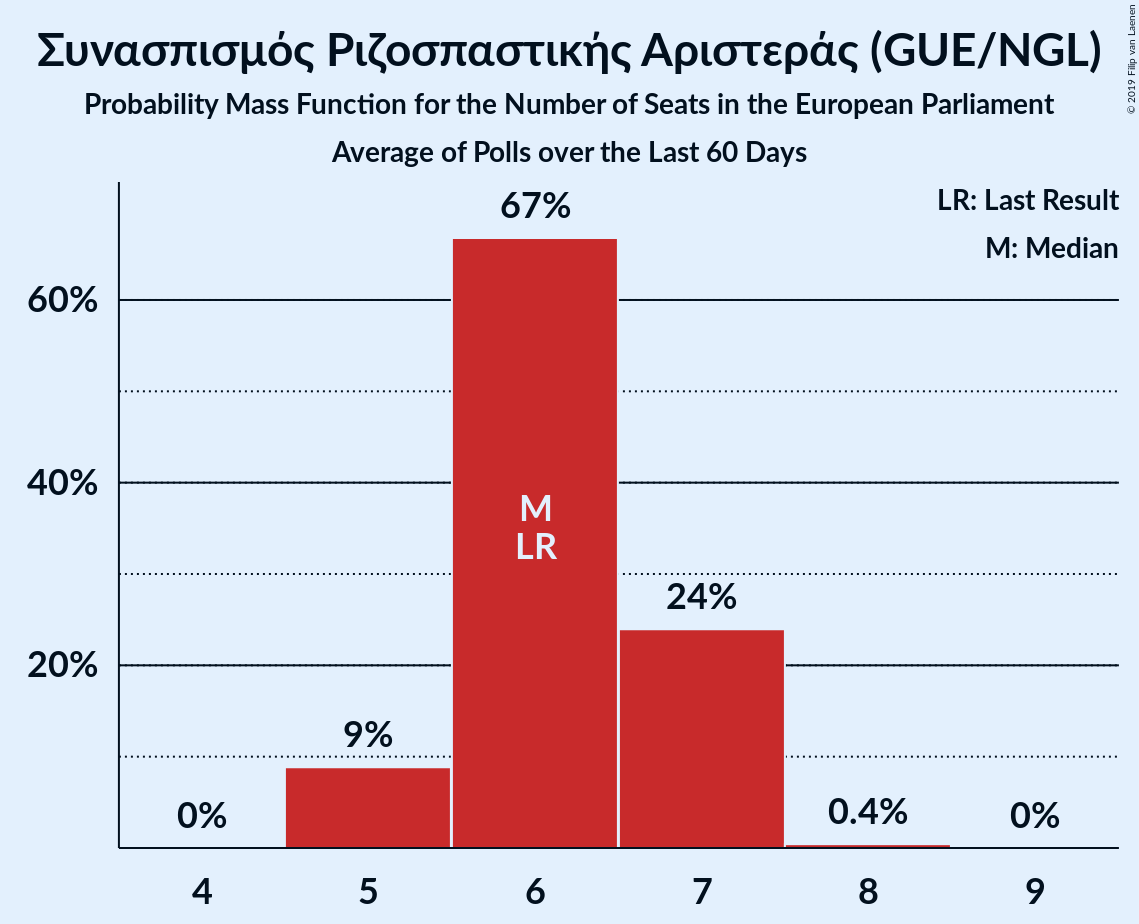 Συνασπισμός Ριζοσπαστικής Αριστεράς (GUE/NGL)
Probability Mass Function for the Number of Seats in the European Parliament
Average of Polls over the Last 60 Days
© 2019 Filip van Laenen
LR: Last Result
M: Median
67%
60%
40%
M
LR
24%
20%
9%
0%
0.4%
0%
4 5 6 7 8 9